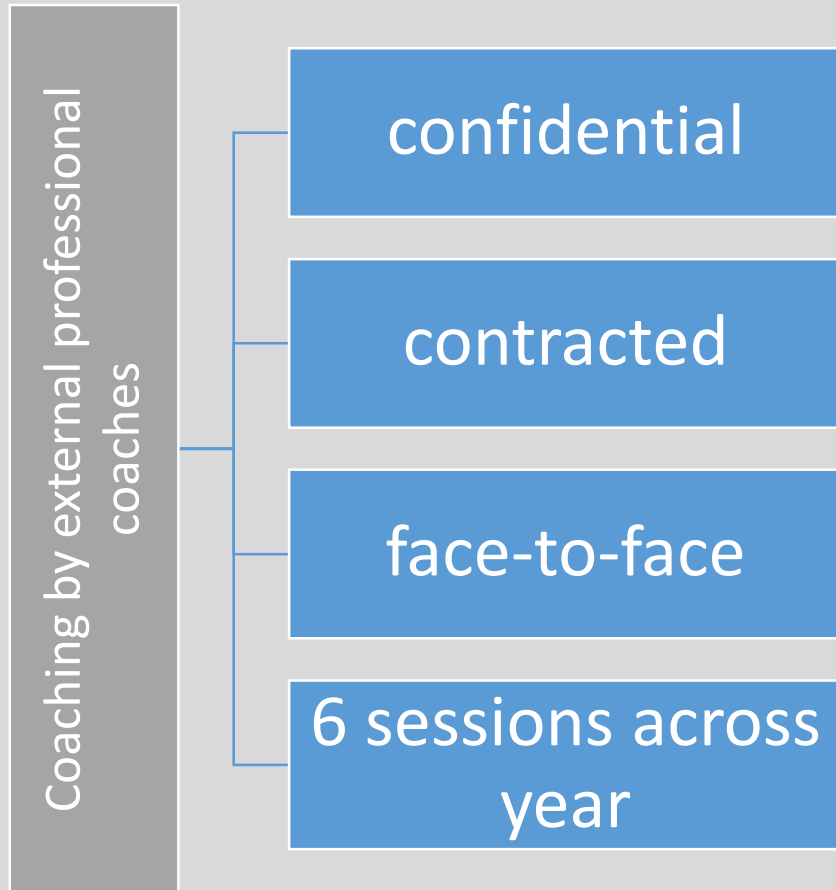 Coaching by external professional
coaches
confidential
contracted
face-to-face
6 sessions across
year